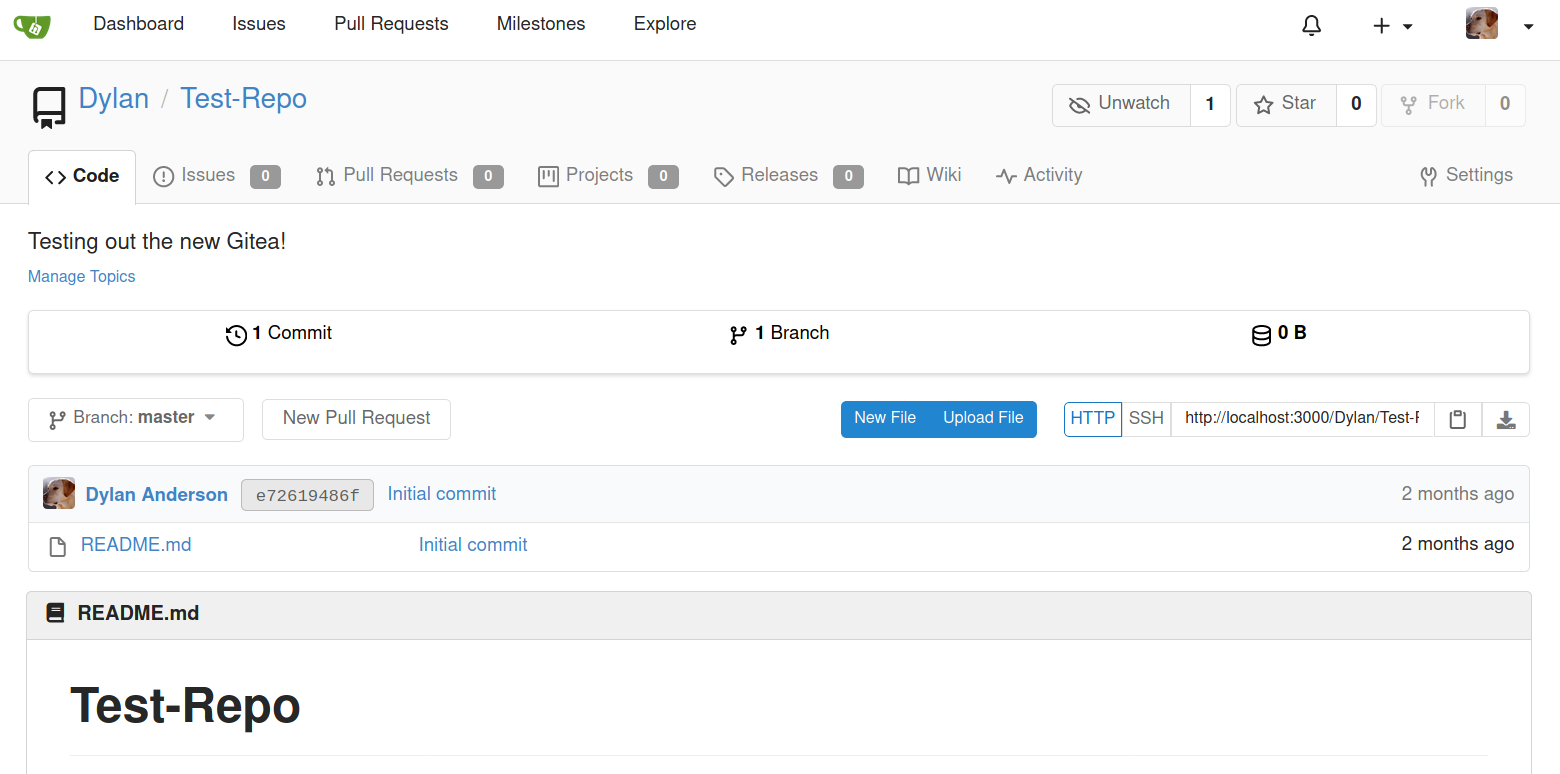 Dashboard Issues Pull Requests Milestones Explore
Dylan / Test-Repo
Unwatch 1 Star 0 Fork 0
Code Issues 0 Pull Requests 0 Projects 0 Releases 0 Wiki Activity Settings
Testing out the new Gitea!
Manage Topics
1 Commit 1 Branch 0 B
Branch: master New Pull Request New File Upload File HTTP SSH http://localhost:3000/Dylan/Test-
Dylan Anderson e72619486f Initial commit 2 months ago
README.md Initial commit 2 months ago
README.md
Test-Repo